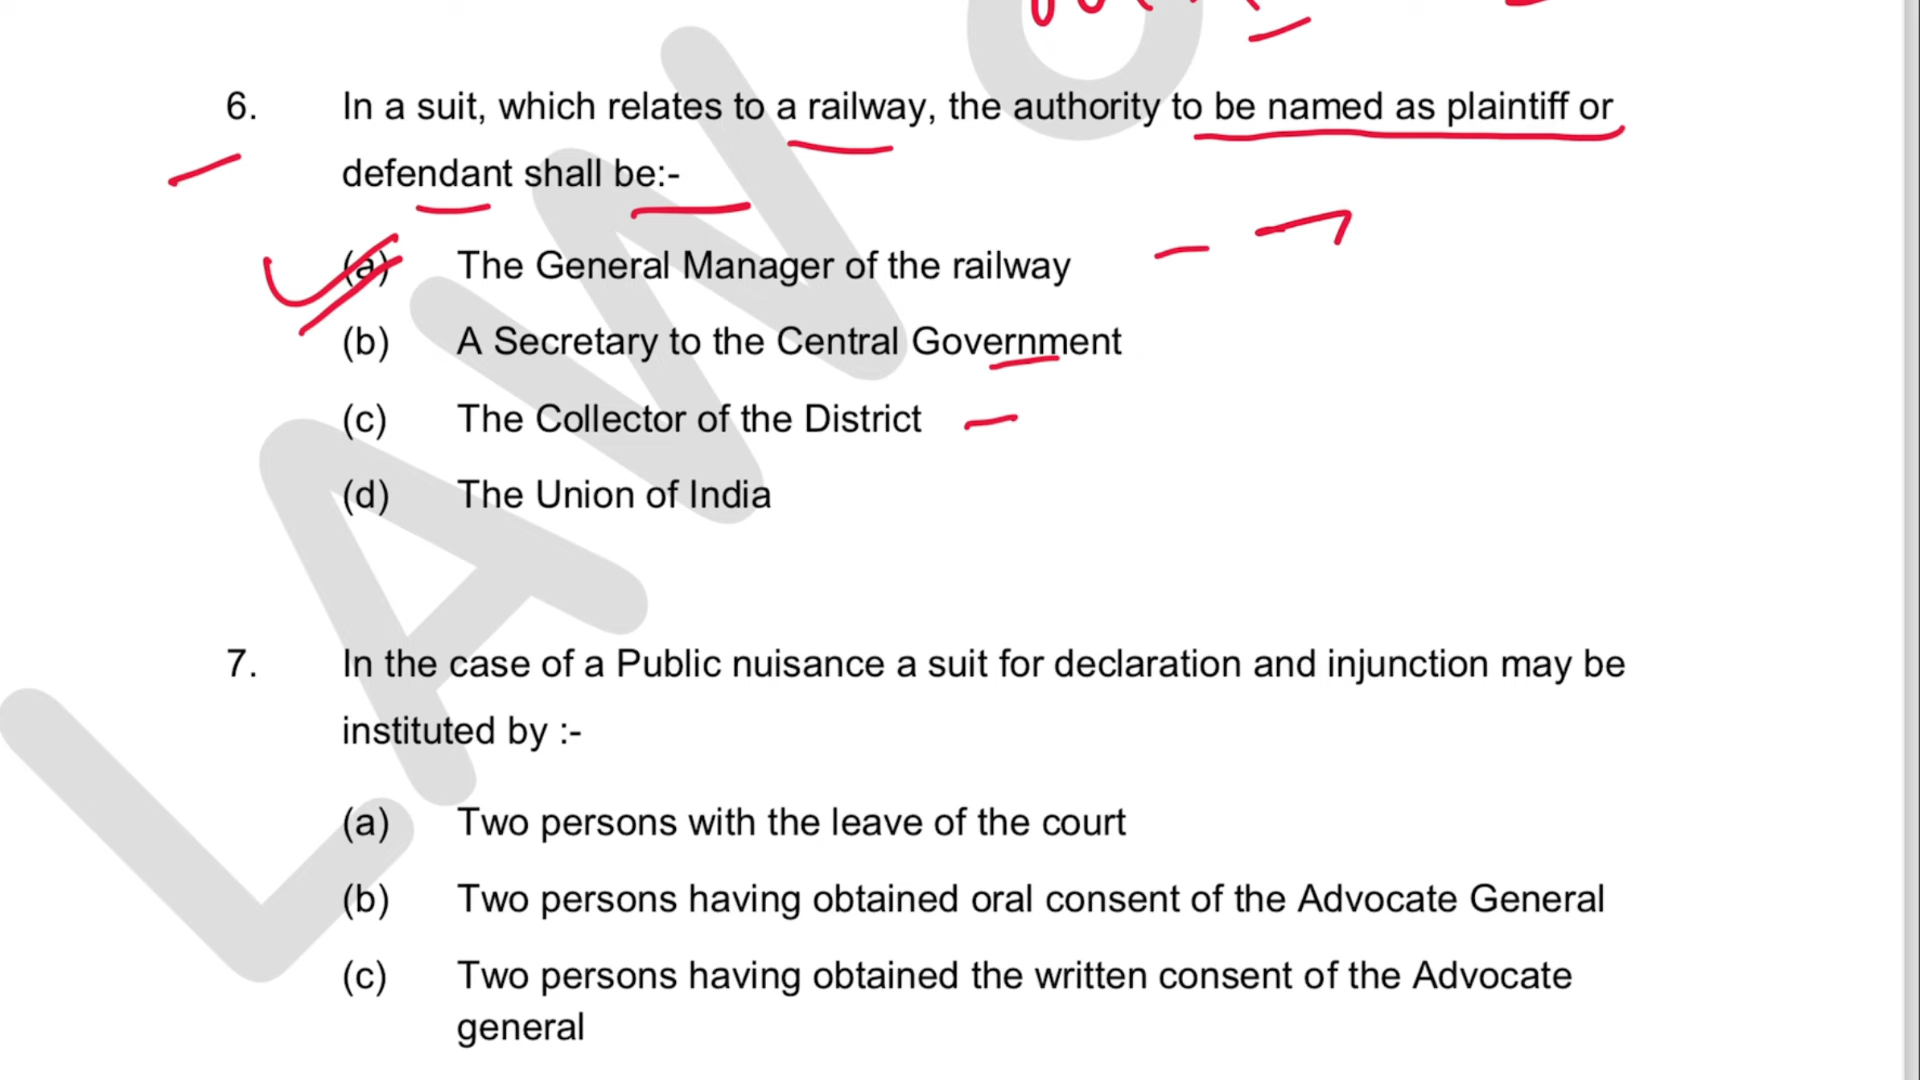 6. In a suit, which relates to a railway, the authority to be named as plaintiff or
defendant shall be:-
(a) The General Manager of the railway
(b) A Secretary to the Central Government
(c) The Collector of the District
(d) The Union of India
7. In the case of a Public nuisance a suit for declaration and injunction may be
instituted by :-
(a) Two persons with the leave of the court
(b) Two persons having obtained oral consent of the Advocate General
(c) Two persons having obtained the written consent of the Advocate
general
LAW